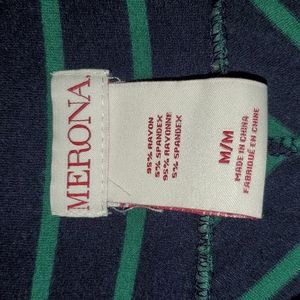 MERONA.
95% RAYON
5% SPANDEX
95% RAYONNE
5% SPANDEX
M/M
MADE IN CHINA
FABRIQUÉ EN CHINE